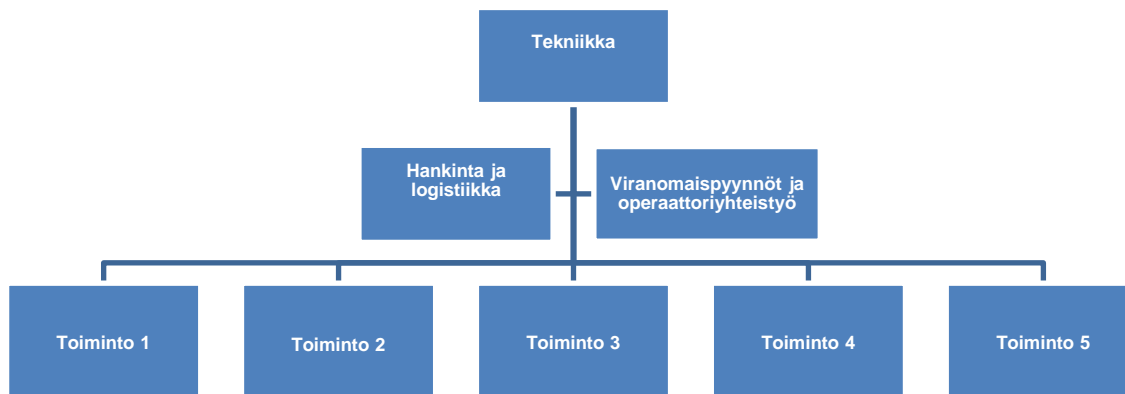 Tekniikka
Hankinta ja
logistiikka
Viranomaispyynnöt ja
operaattoriyhteistyö
Toiminto 1
Toiminto 2
Toiminto 3
Toiminto 4
Toiminto 5